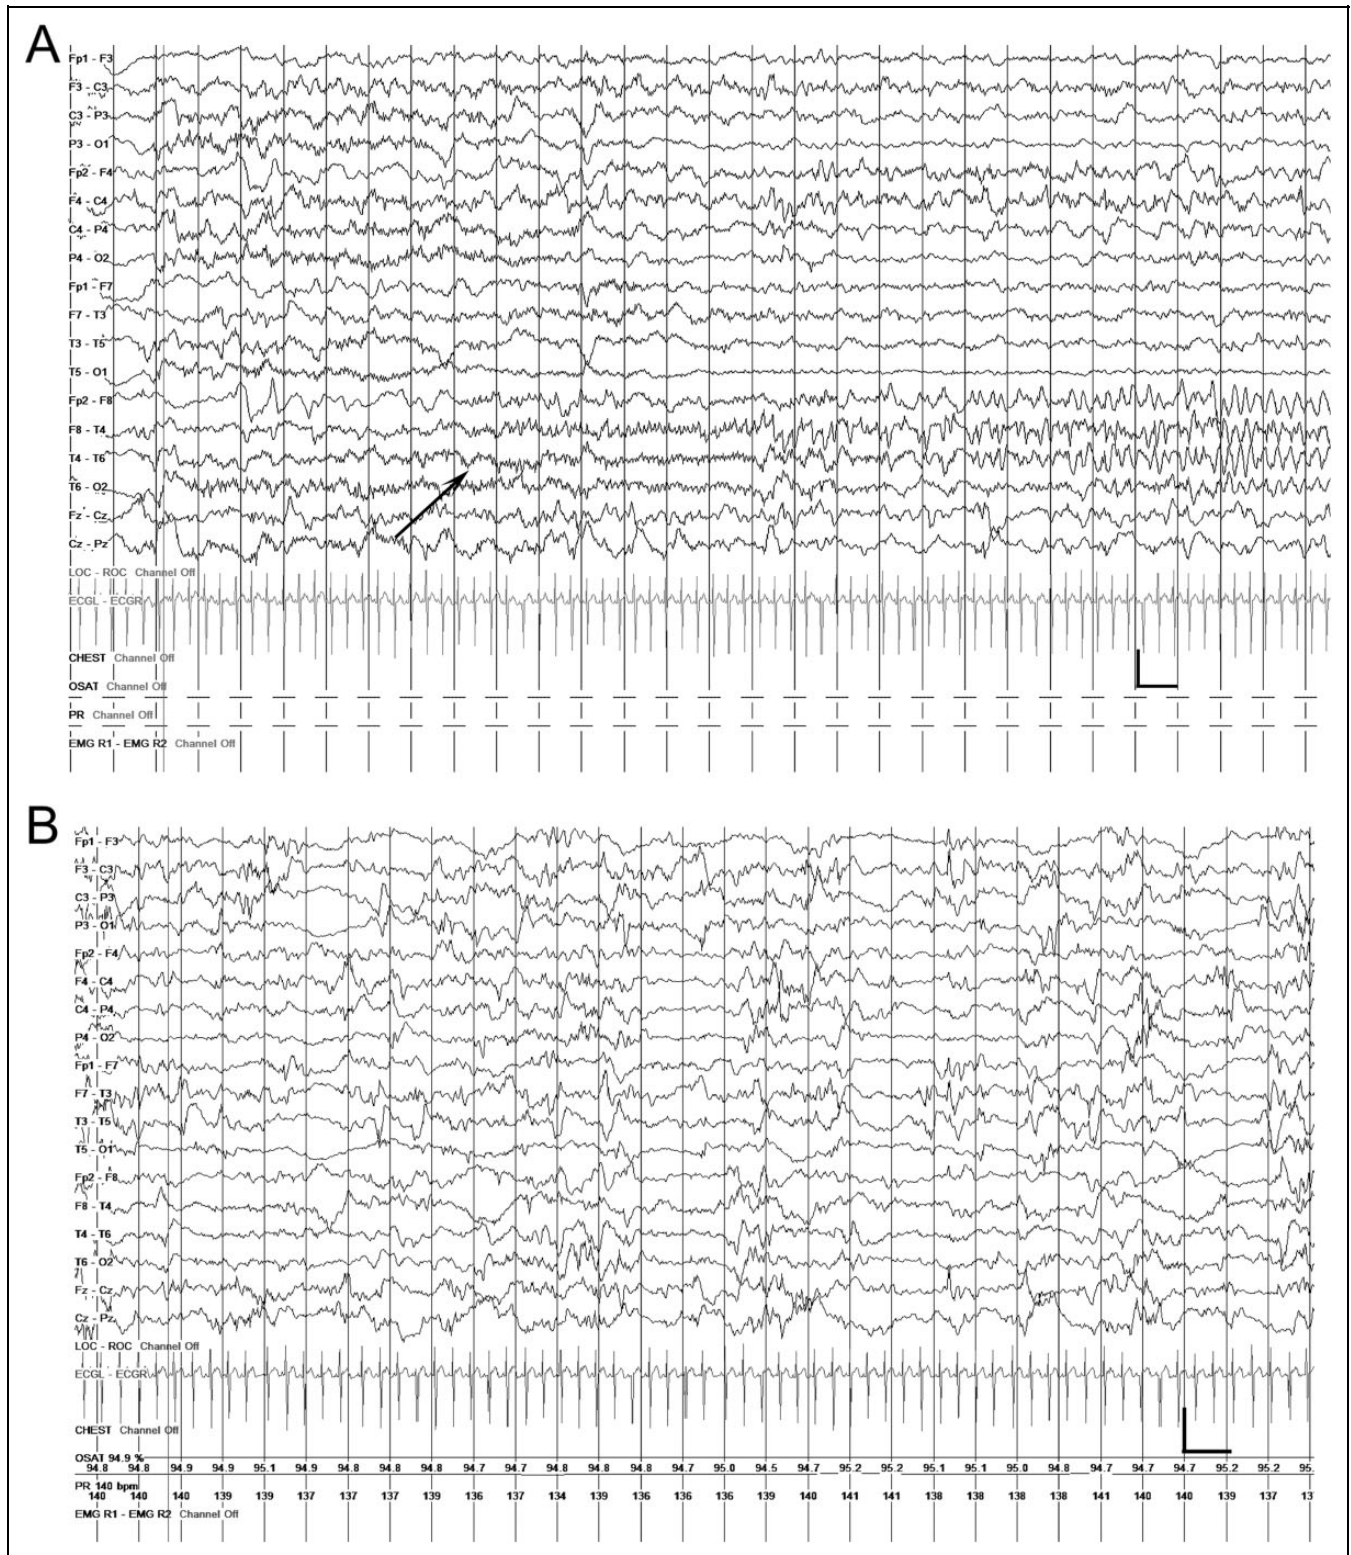 A
Fp1 - F3
F3 - C3
C3 - P3
P3 - O1
Fp2 - F4
F4 - C4
C4 - P4
P4 - O2
Fp1 - F7
F7 - T3
T3 - T5
T5 - O1
Fp2 - F8
F8 - T4
T4 - T6
T6 - O2
Fz - Cz
Cz - Pz
LOC - ROC Channel Off
ECGL - ECGR
CHEST Channel Off
OSAT Channel Off
PR Channel Off
EMG R1 - EMG R2 Channel Off
B
Fp1 - F3
F3 - C3
C3 - P3
P3 - O1
Fp2 - F4
F4 - C4
C4 - P4
P4 - O2
Fp1 - F7
F7 - T3
T3 - T5
T5 - O1
Fp2 - F8
F8 - T4
T4 - T6
T6 - O2
Fz - Cz
Cz - Pz
LOC - ROC Channel Off
ECGL - ECGR
CHEST Channel Off
OSAT 94.9 %
94.8 94.8 94.9 94.9 95.1 94.9 94.8 94.8 94.8 94.7 94.7 94.8 94.8 94.8 94.7 95.0 94.5 94.7 95.2 95.2 95.1 95.1 95.0 94.8 94.7 94.7 94.7 95.2 95.2 95.
PR 140 bpm
140 140 140 139 139 137 137 137 139 136 137 134 139 136 136 136 139 140 141 141 138 138 138 138 141 140 140 139 137 13
EMG R1 - EMG R2 Channel Off